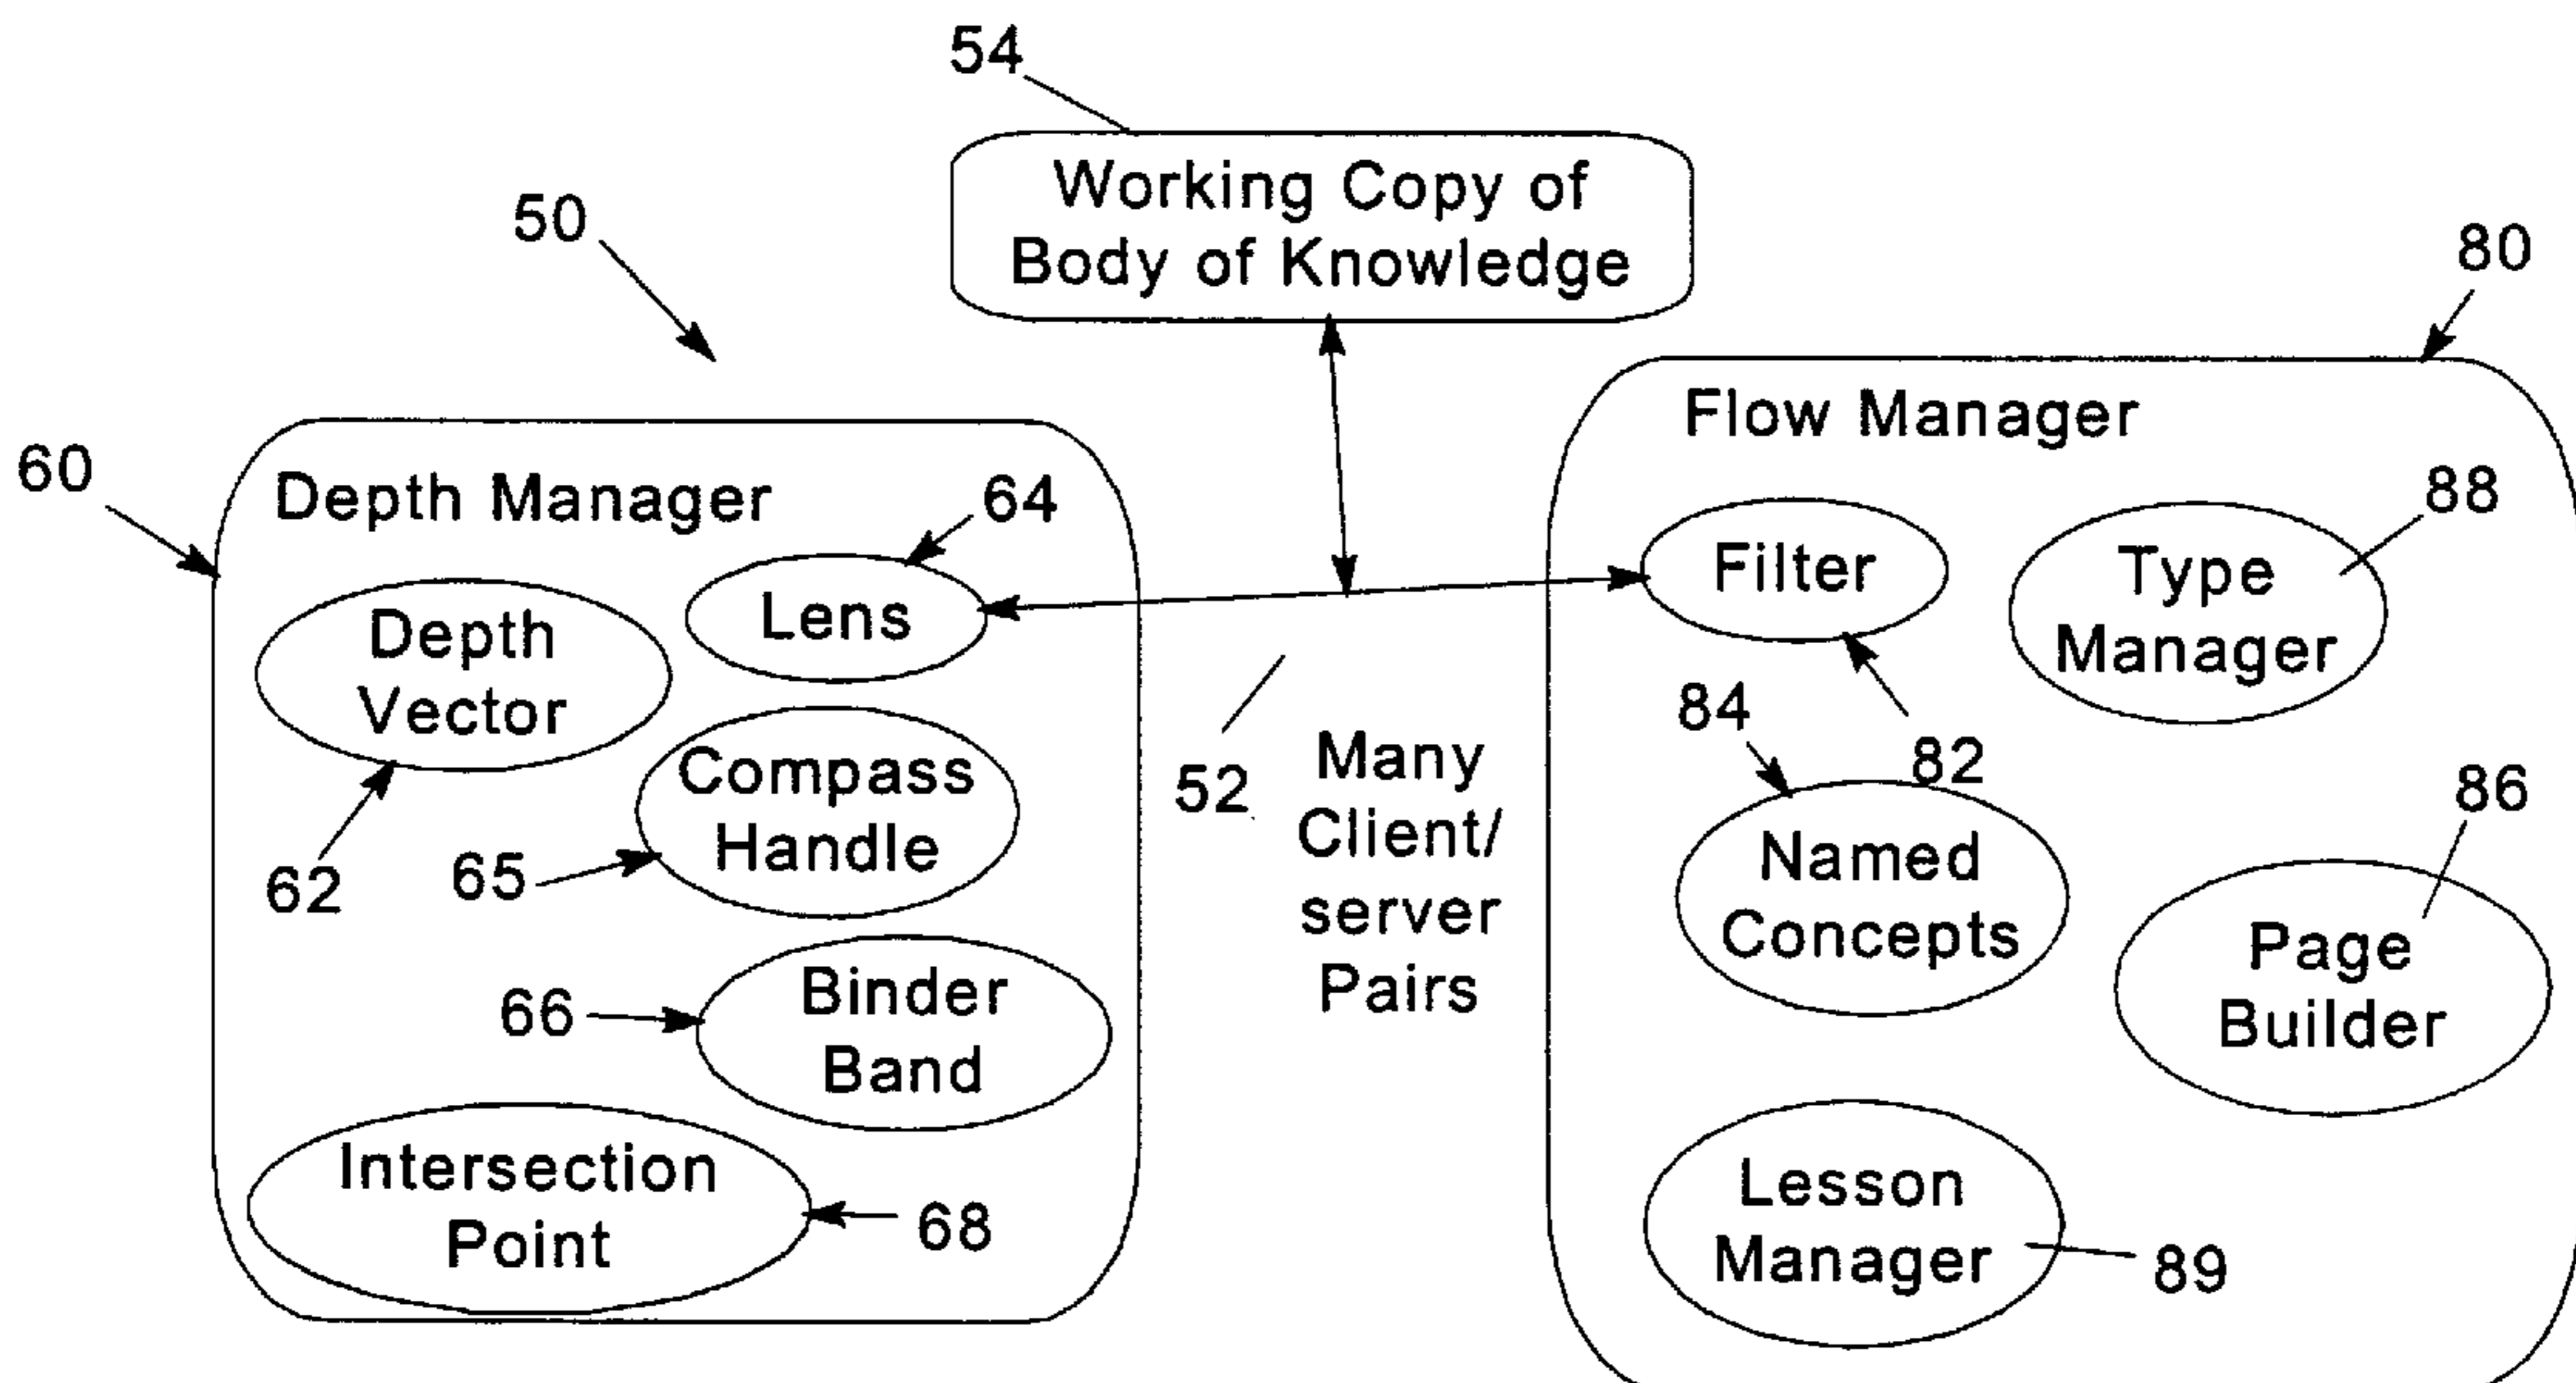 54
Working Copy of
Body of Knowledge
50
80
Flow Manager
60
Depth Manager
64
88
Lens
Filter
Type
Manager
Depth
Vector
84
82
52
Many
Client/
server
Pairs
Compass
Handle
62
65
Named
Concepts
86
Page
Builder
66
Binder
Band
Intersection
Point
68
Lesson
Manager
89